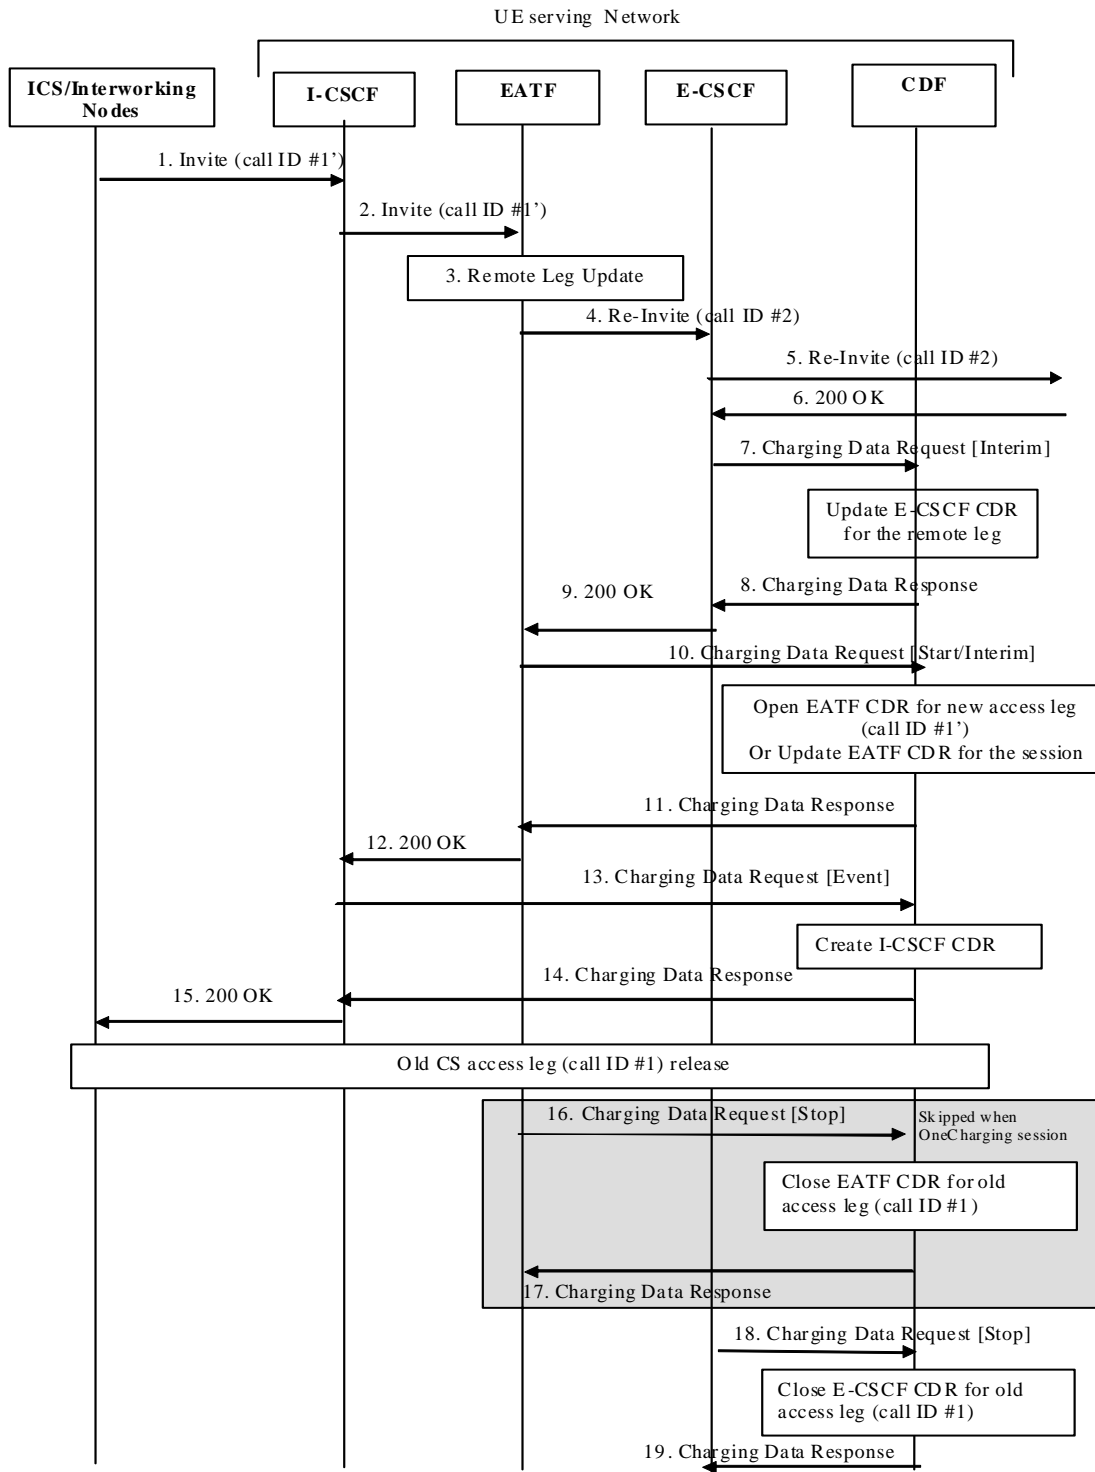 UE serving Network
ICS/Interworking
Nodes
I-CSCF
EATF
E-CSCF
CDF
1. Invite (call ID #1’)
2. Invite (call ID #1’)
3. Remote Leg Update
4. Re-Invite (call ID #2)
5. Re-Invite (call ID #2)
6. 200 OK
7. Charging Data Request [Interim]
Update E-CSCF CDR
for the remote leg
8. Charging Data Response
9. 200 OK
10. Charging Data Request [Start/Interim]
Open EATF CDR for new access leg
(call ID #1’)
Or Update EATF CDR for the session
11. Charging Data Response
12. 200 OK
13. Charging Data Request [Event]
Create I-CSCF CDR
14. Charging Data Response
15. 200 OK
Old CS access leg (call ID #1) release
16. Charging Data Request [Stop]
Skipped when
OneCharging session
Close EATF CDR for old
access leg (call ID #1)
17. Charging Data Response
18. Charging Data Request [Stop]
Close E-CSCF CDR for old
access leg (call ID #1)
19. Charging Data Response